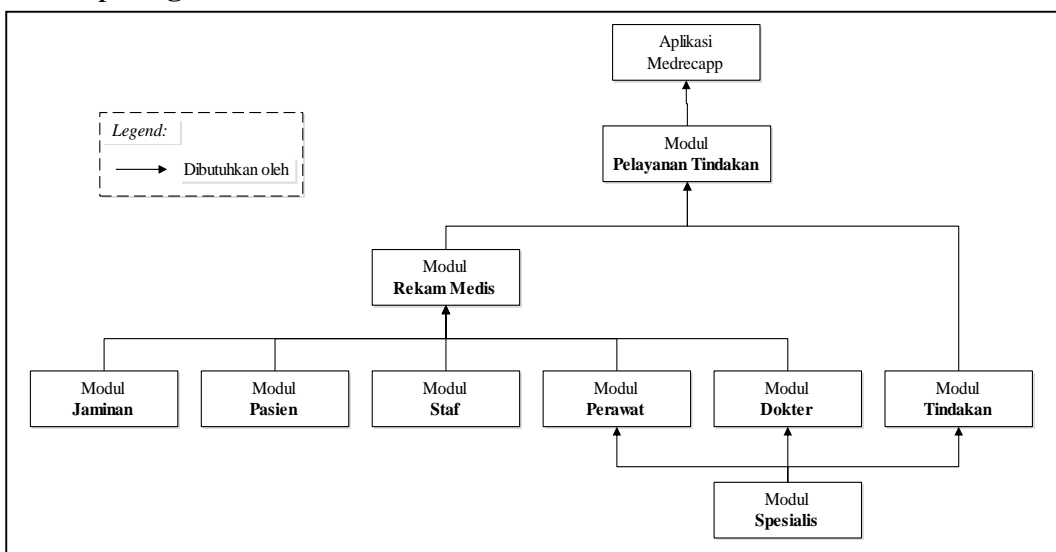 Aplikasi
Medrecapp
Legend:
Dibutuhkan oleh
Modul
Pelayanan Tindakan
Modul
Rekam Medis
Modul
Jaminan
Modul
Pasien
Modul
Staf
Modul
Perawat
Modul
Dokter
Modul
Tindakan
Modul
Spesialis